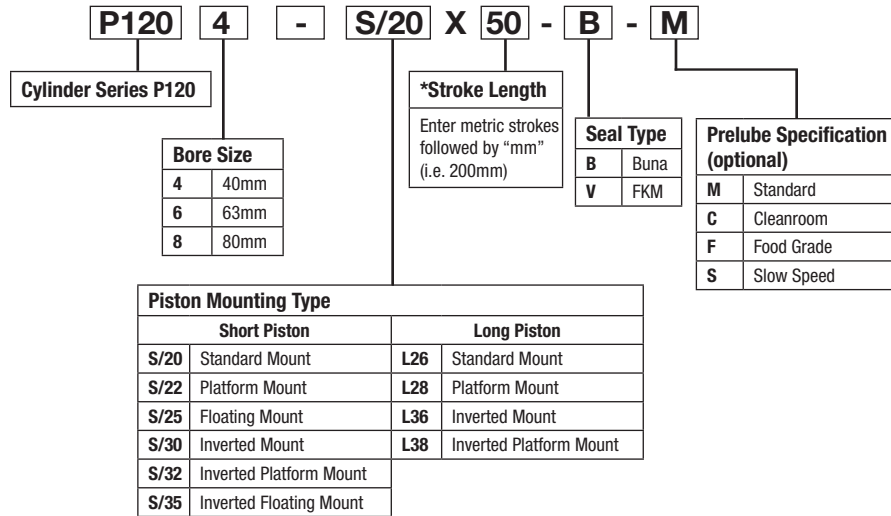 P120 4 - S/20 X 50 - B - M
Cylinder Series P120
Bore Size
4 40mm
6 63mm
8 80mm
*Stroke Length
Enter metric strokes
followed by “mm”
(i.e. 200mm)
Seal Type
B Buna
V FKM
Prelube Specification
(optional)
M Standard
C Cleanroom
F Food Grade
S Slow Speed
Piston Mounting Type
Short Piston Long Piston
S/20 Standard Mount L26 Standard Mount
S/22 Platform Mount L28 Platform Mount
S/25 Floating Mount L36 Inverted Mount
S/30 Inverted Mount L38 Inverted Platform Mount
S/32 Inverted Platform Mount
S/35 Inverted Floating Mount